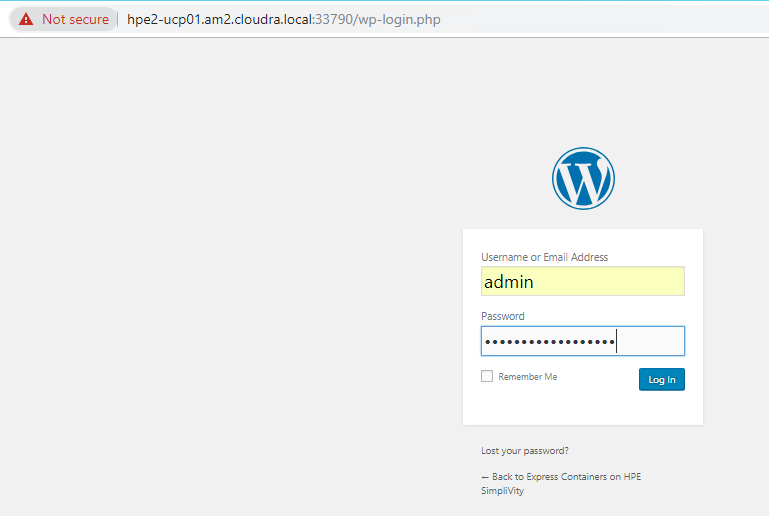 Not secure hpe2-ucp01.am2.cloudra.local:33790/wp-login.php
W
Username or Email Address
admin
Password
••••••••••••••••••
Remember Me
Log In
Lost your password?
← Back to Express Containers on HPE
SimpliVity